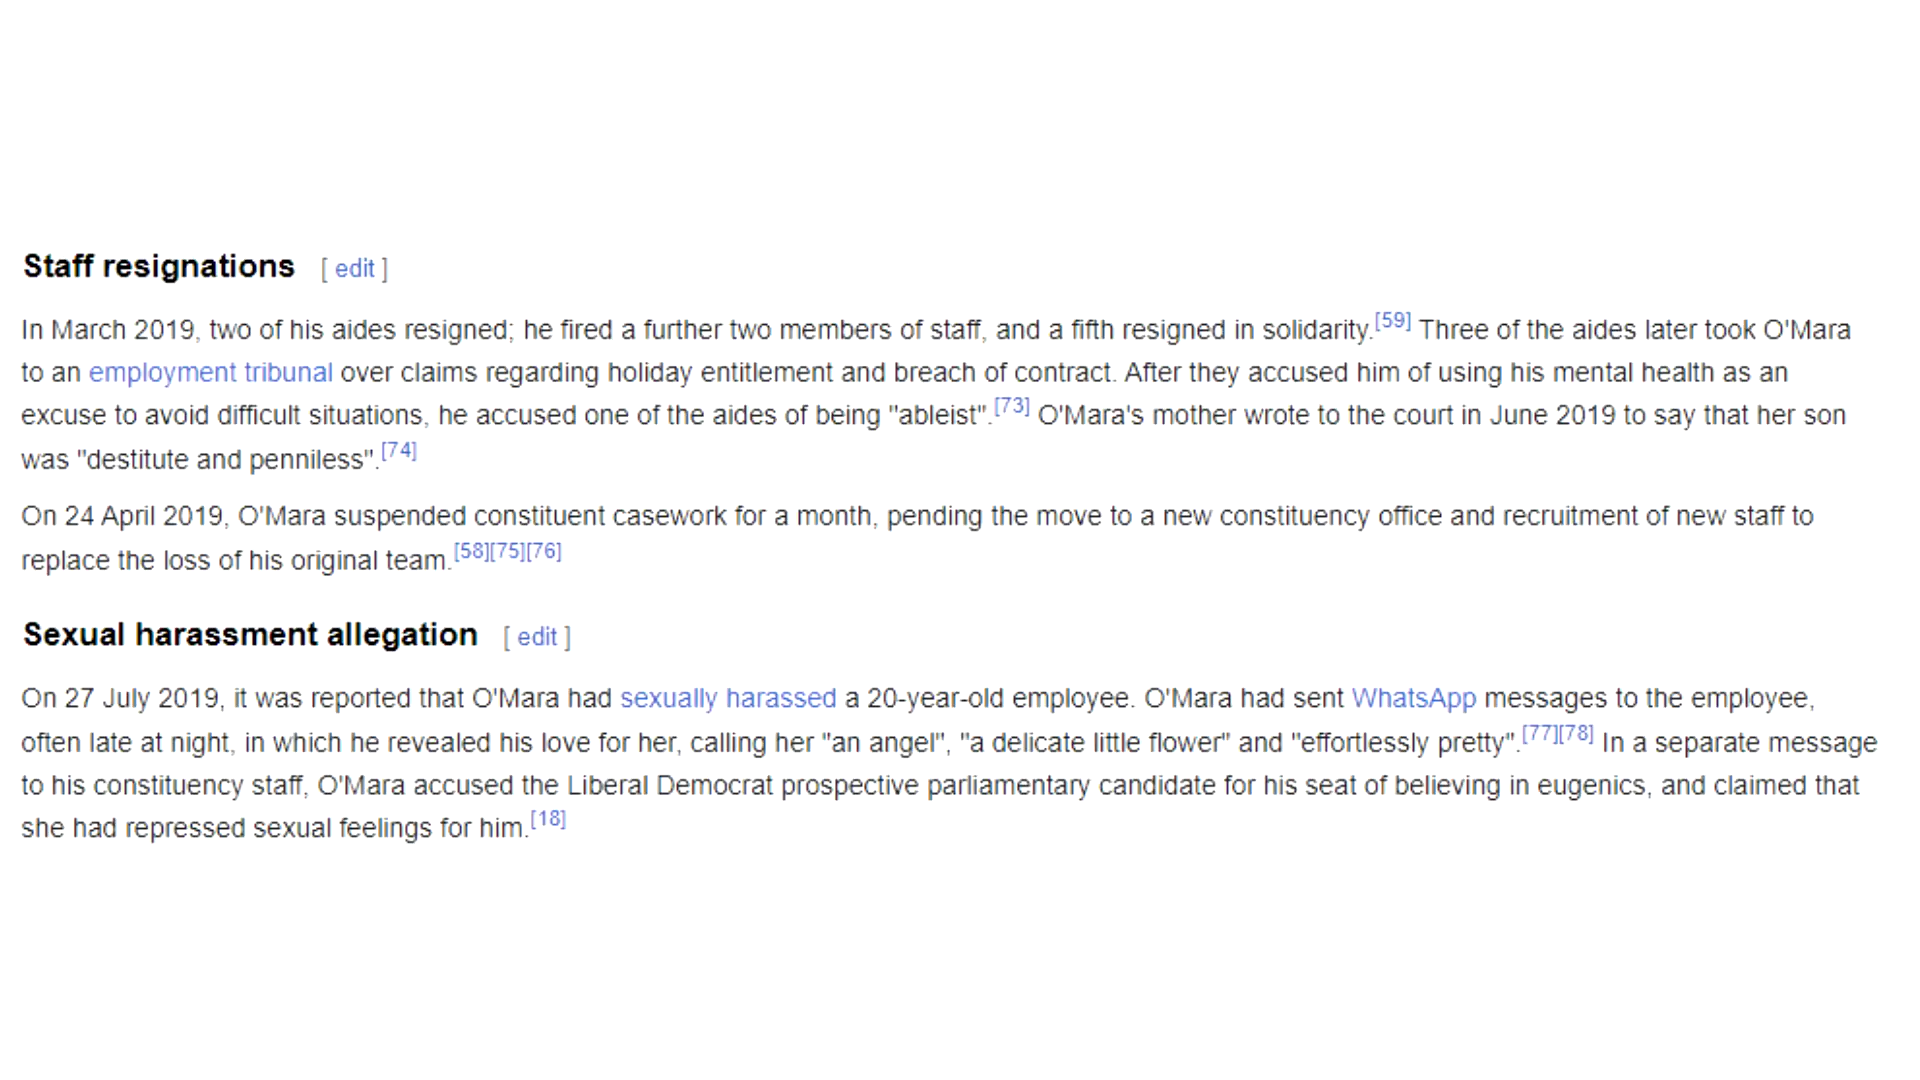 Staff resignations [ edit ]
In March 2019, two of his aides resigned; he fired a further two members of staff, and a fifth resigned in solidarity.[59] Three of the aides later took O'Mara
to an employment tribunal over claims regarding holiday entitlement and breach of contract. After they accused him of using his mental health as an
excuse to avoid difficult situations, he accused one of the aides of being "ableist".[73] O'Mara's mother wrote to the court in June 2019 to say that her son
was "destitute and penniless".[74]
On 24 April 2019, O'Mara suspended constituent casework for a month, pending the move to a new constituency office and recruitment of new staff to
replace the loss of his original team.[58][75][76]
Sexual harassment allegation [ edit ]
On 27 July 2019, it was reported that O'Mara had sexually harassed a 20-year-old employee. O'Mara had sent WhatsApp messages to the employee,
often late at night, in which he revealed his love for her, calling her "an angel", "a delicate little flower" and "effortlessly pretty".[77][78] In a separate message
to his constituency staff, O'Mara accused the Liberal Democrat prospective parliamentary candidate for his seat of believing in eugenics, and claimed that
she had repressed sexual feelings for him.[18]